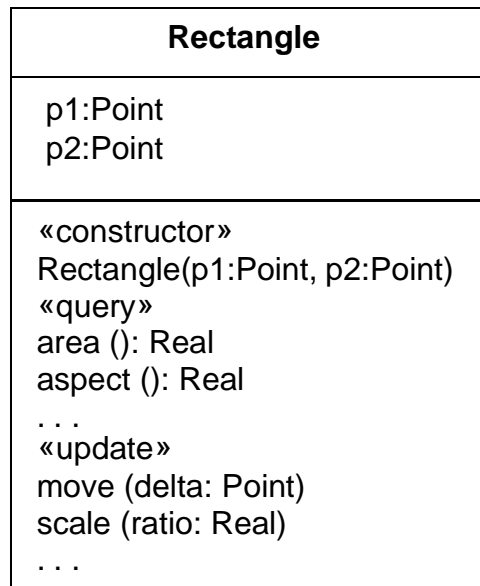 Rectangle
p1:Point
p2:Point
«constructor»
Rectangle(p1:Point, p2:Point)
«query»
area (): Real
aspect (): Real
. . .
«update»
move (delta: Point)
scale (ratio: Real)
. . .